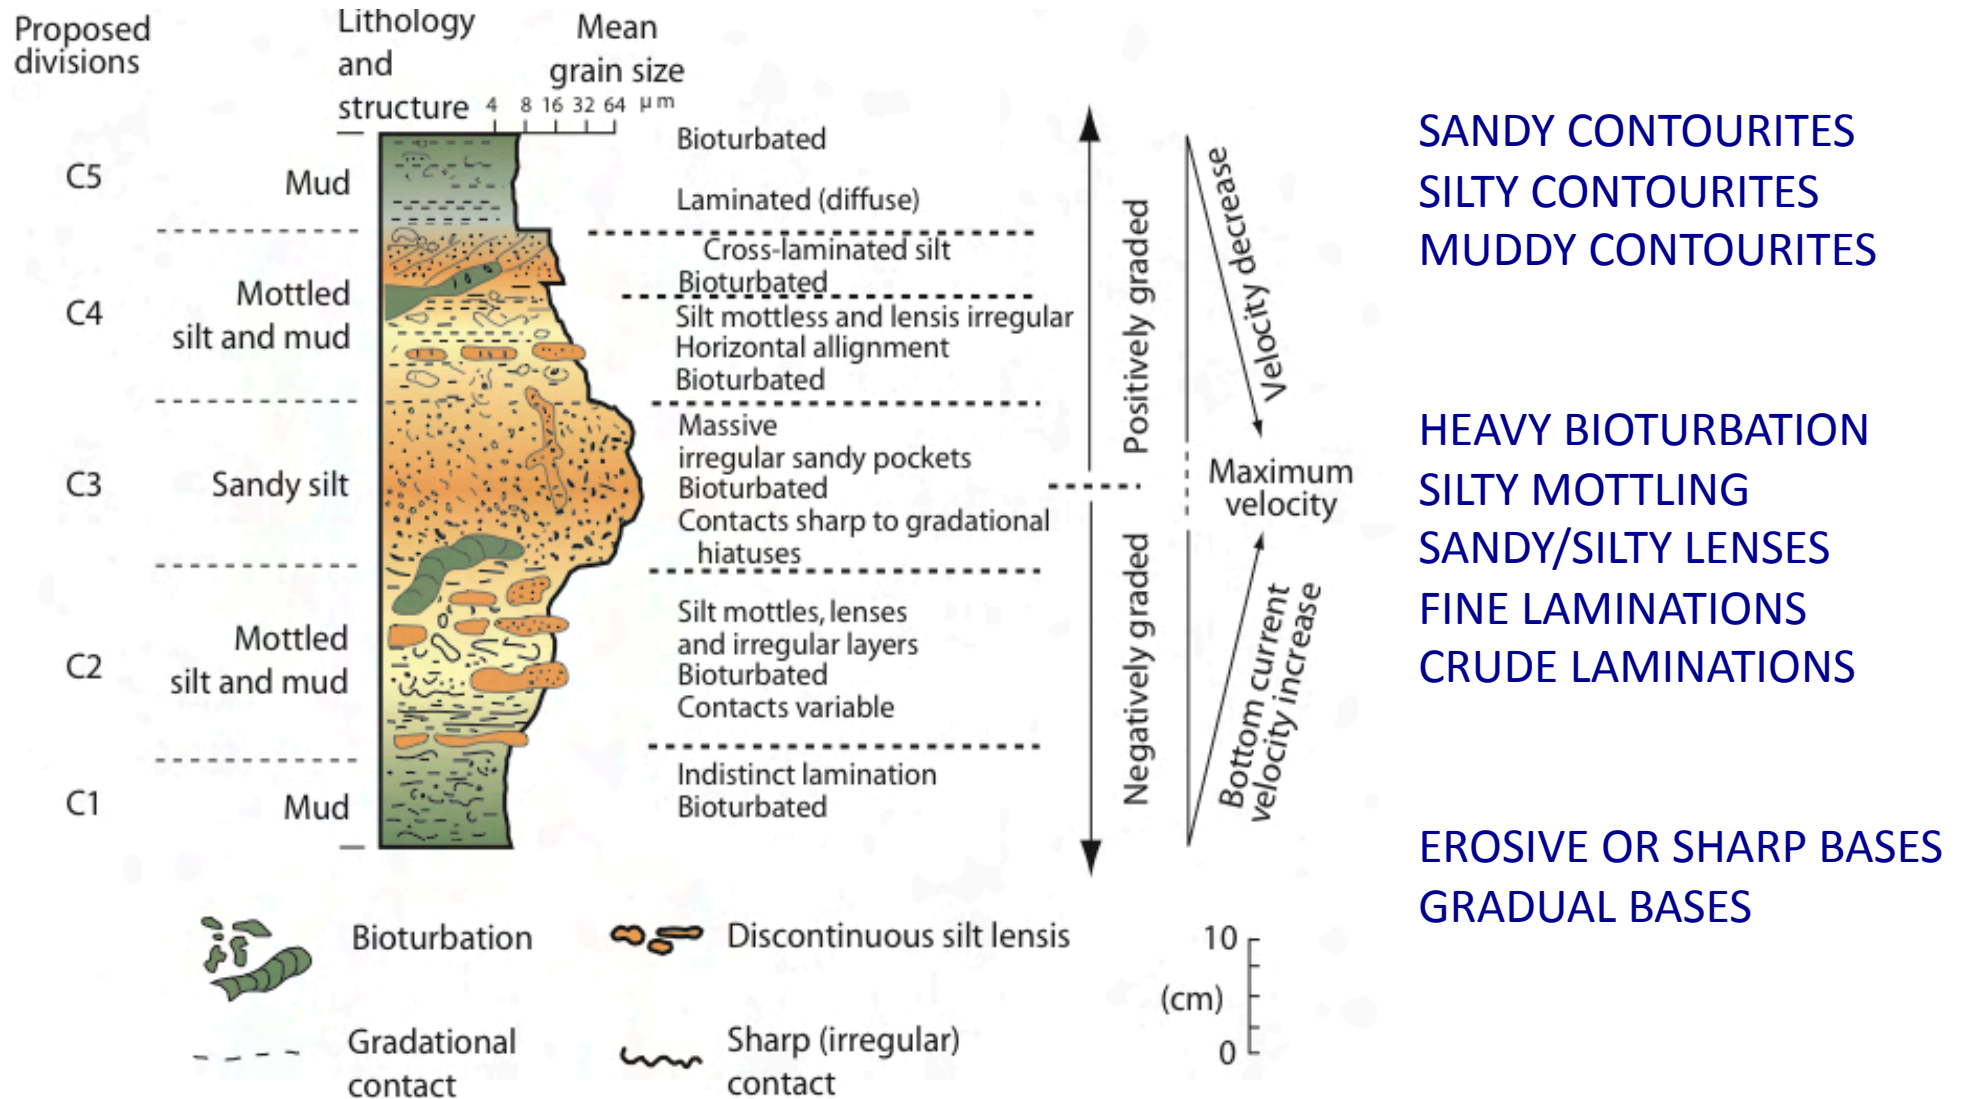 Proposed
divisions
Lithology
and
structure
Mean
grain size
4 8 16 32 64 μm
C5
Mud
Bioturbated
Laminated (diffuse)
C4
Mottled
silt and mud
Cross-laminated silt
Bioturbated
Silt mottless and lensis irregular
Horizontal allignment
Bioturbated
C3
Sandy silt
Massive
irregular sandy pockets
Bioturbated
Contacts sharp to gradational
hiatuses
C2
Mottled
silt and mud
Silt mottles, lenses
and irregular layers
Bioturbated
Contacts variable
C1
Mud
Indistinct lamination
Bioturbated
Positively graded
Negatively graded
Velocity decrease
Maximum
velocity
Bottom current
velocity increase
Bioturbation
Discontinuous silt lensis
Gradational
contact
Sharp (irregular)
contact
10
(cm)
0
SANDY CONTOURITES
SILTY CONTOURITES
MUDDY CONTOURITES
HEAVY BIOTURBATION
SILTY MOTTLING
SANDY/SILTY LENSES
FINE LAMINATIONS
CRUDE LAMINATIONS
EROSIVE OR SHARP BASES
GRADUAL BASES